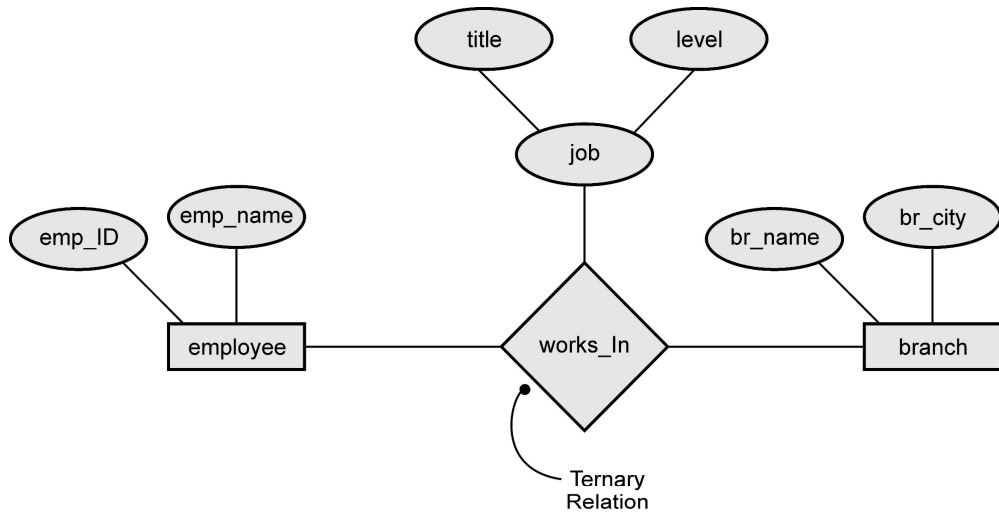 title
level
job
emp_ID
emp_name
br_name
br_city
employee
works_In
branch
Ternary
Relation